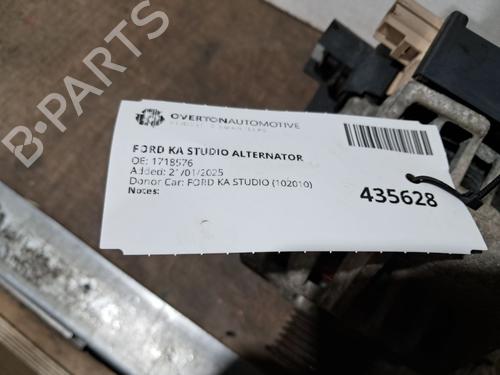 B-PARTS
OVERTONAUTOMOTIVE
FORD KA STUDIO ALTERNATOR
OE: 1718576
Added: 21/01/2025
Donor Car: FORD KA STUDIO (102010)
Notes:
435628